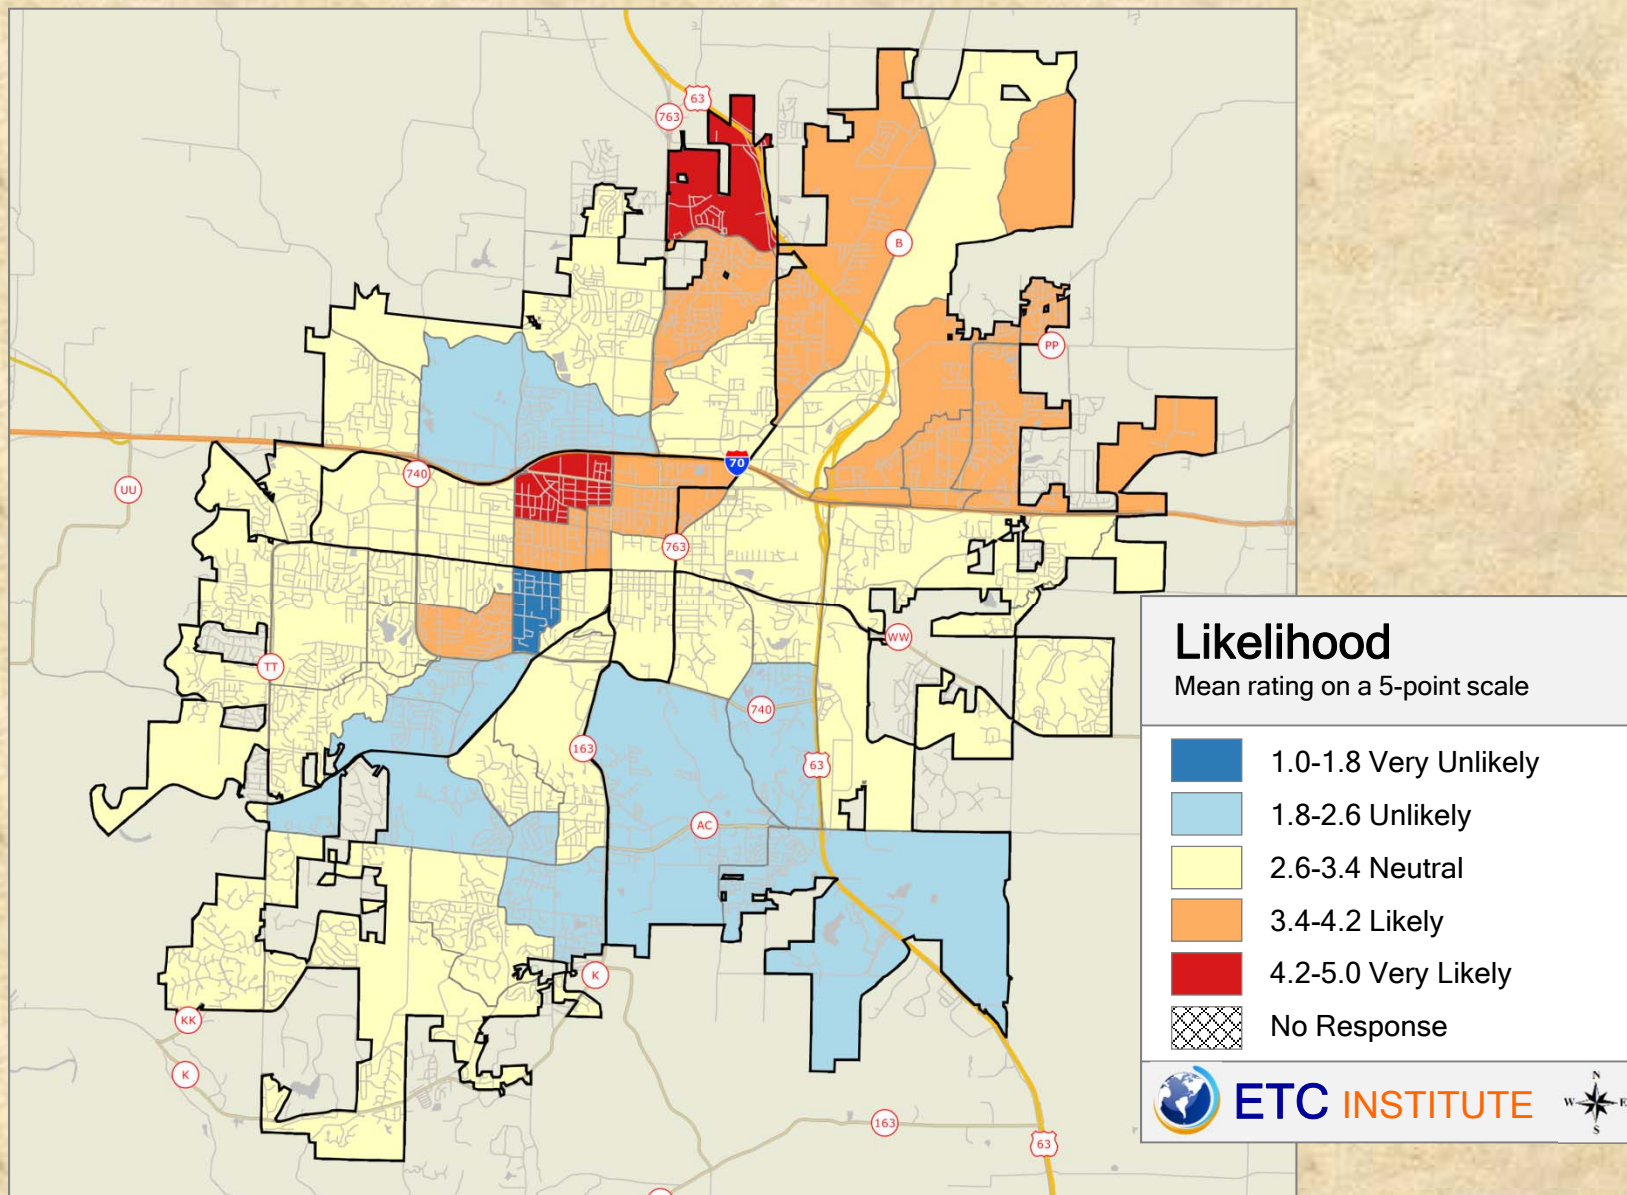 63
763
B
PP
70
740
UU
763
WW
TT
740
163
63
AC
K
KK
K
163
63
Likelihood
Mean rating on a 5-point scale
1.0-1.8 Very Unlikely
1.8-2.6 Unlikely
2.6-3.4 Neutral
3.4-4.2 Likely
4.2-5.0 Very Likely
No Response
ETC INSTITUTE
N
W E
S